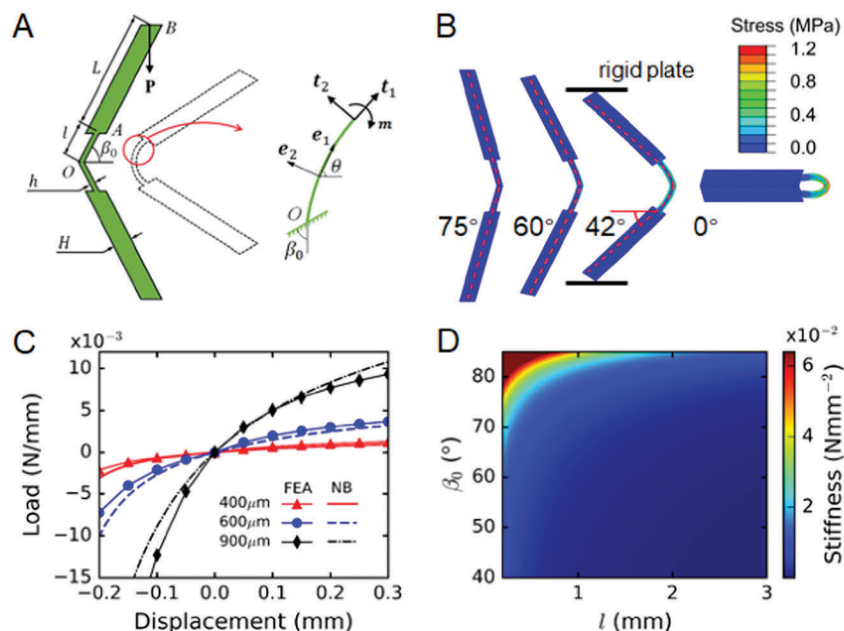 A
B
L
P
l
A
β₀
O
h
H
t₂
t₁
m
e₁
e₂
θ
O
β₀
B
Stress (MPa)
1.2
0.8
0.4
0.0
rigid plate
75°
60°
42°
0°
C
×10⁻³
10
5
0
−5
−10
−15
Load (N/mm)
FEA NB
400μm
600μm
900μm
−0.2 −0.1 0.0 0.1 0.2 0.3
Displacement (mm)
D
80
70
60
50
40
β₀ (°)
1 2 3
l (mm)
×10⁻²
6
4
2
0
Stiffness (Nmm⁻²)